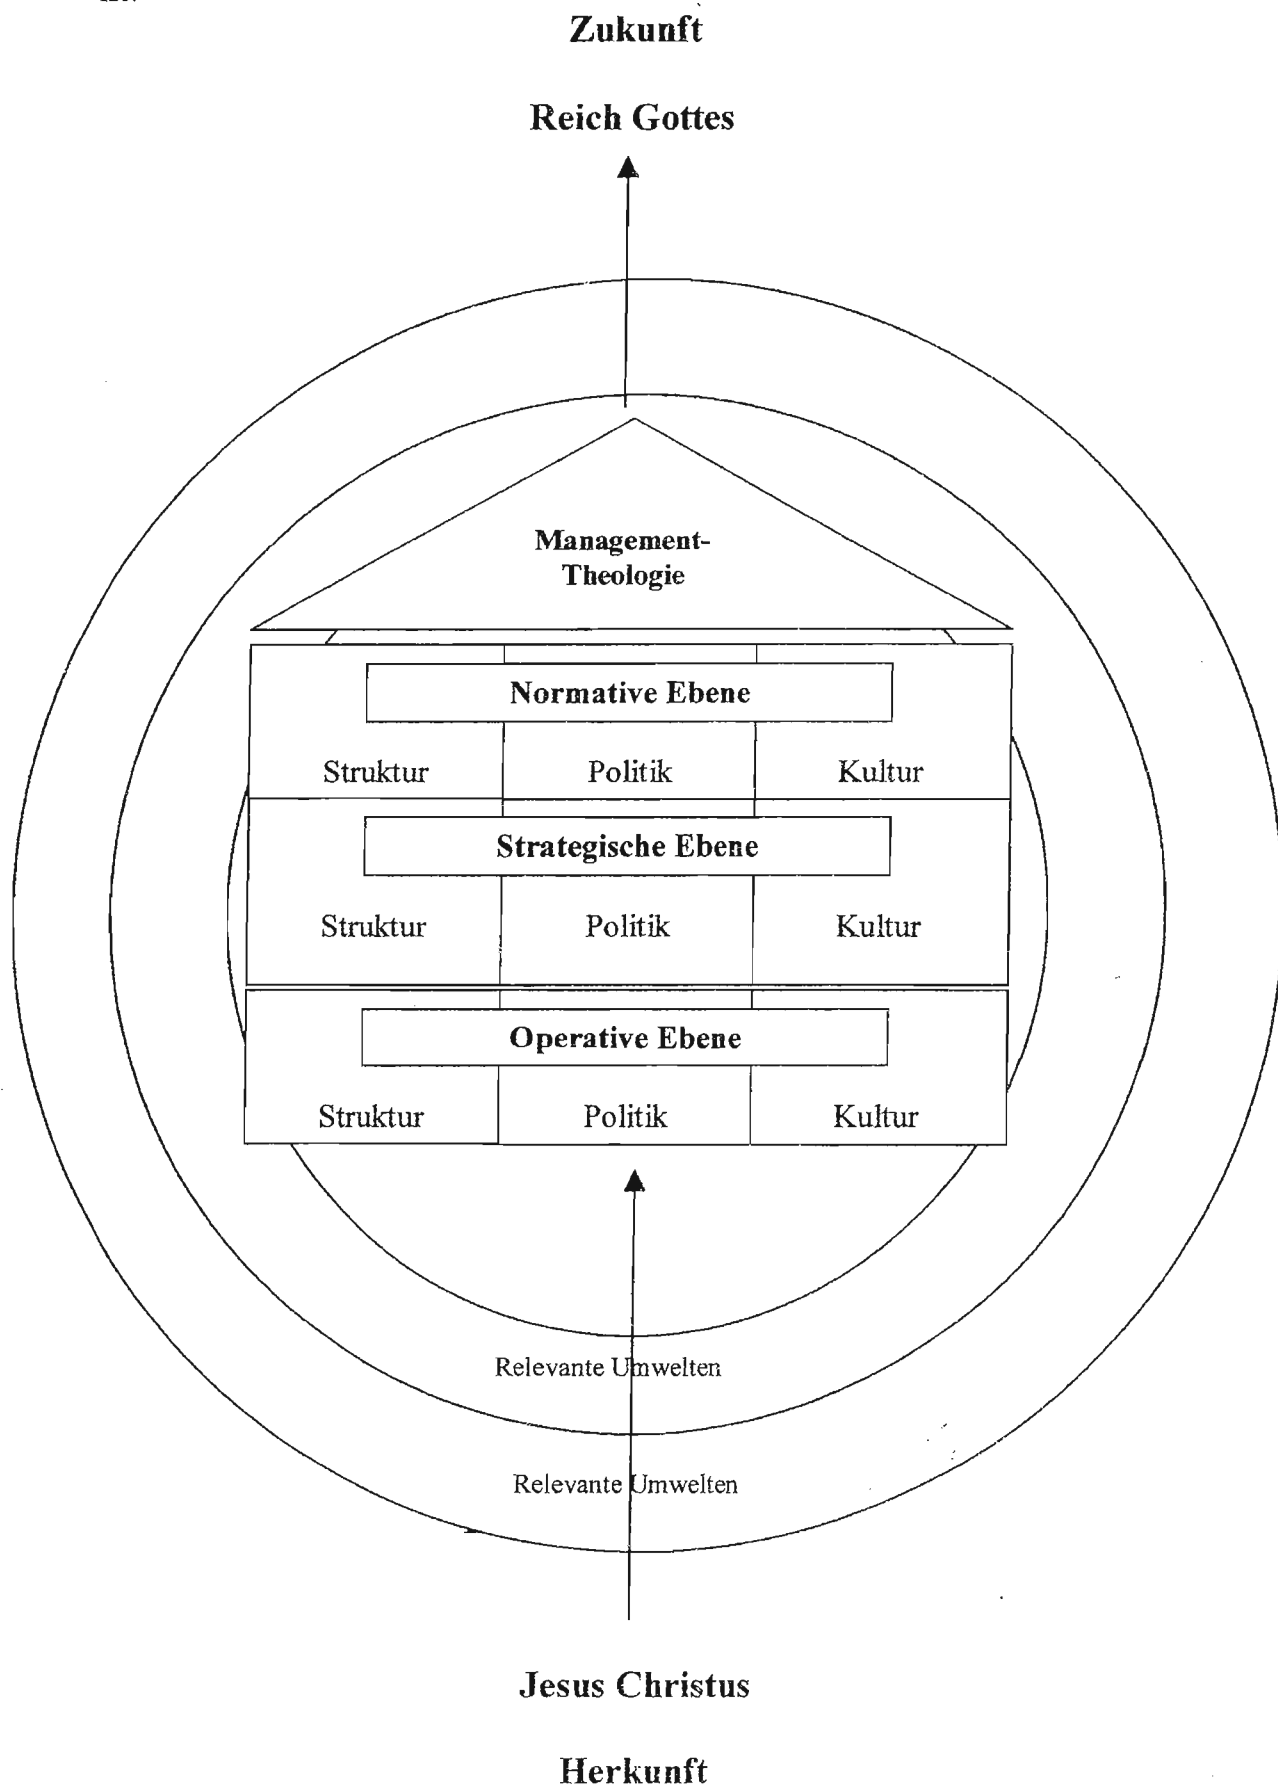 Zukunft
Reich Gottes
Management-
Theologie
Normative Ebene
Struktur Politik Kultur
Strategische Ebene
Struktur Politik Kultur
Operative Ebene
Struktur Politik Kultur
Relevante Umwelten
Relevante Umwelten
Jesus Christus
Herkunft